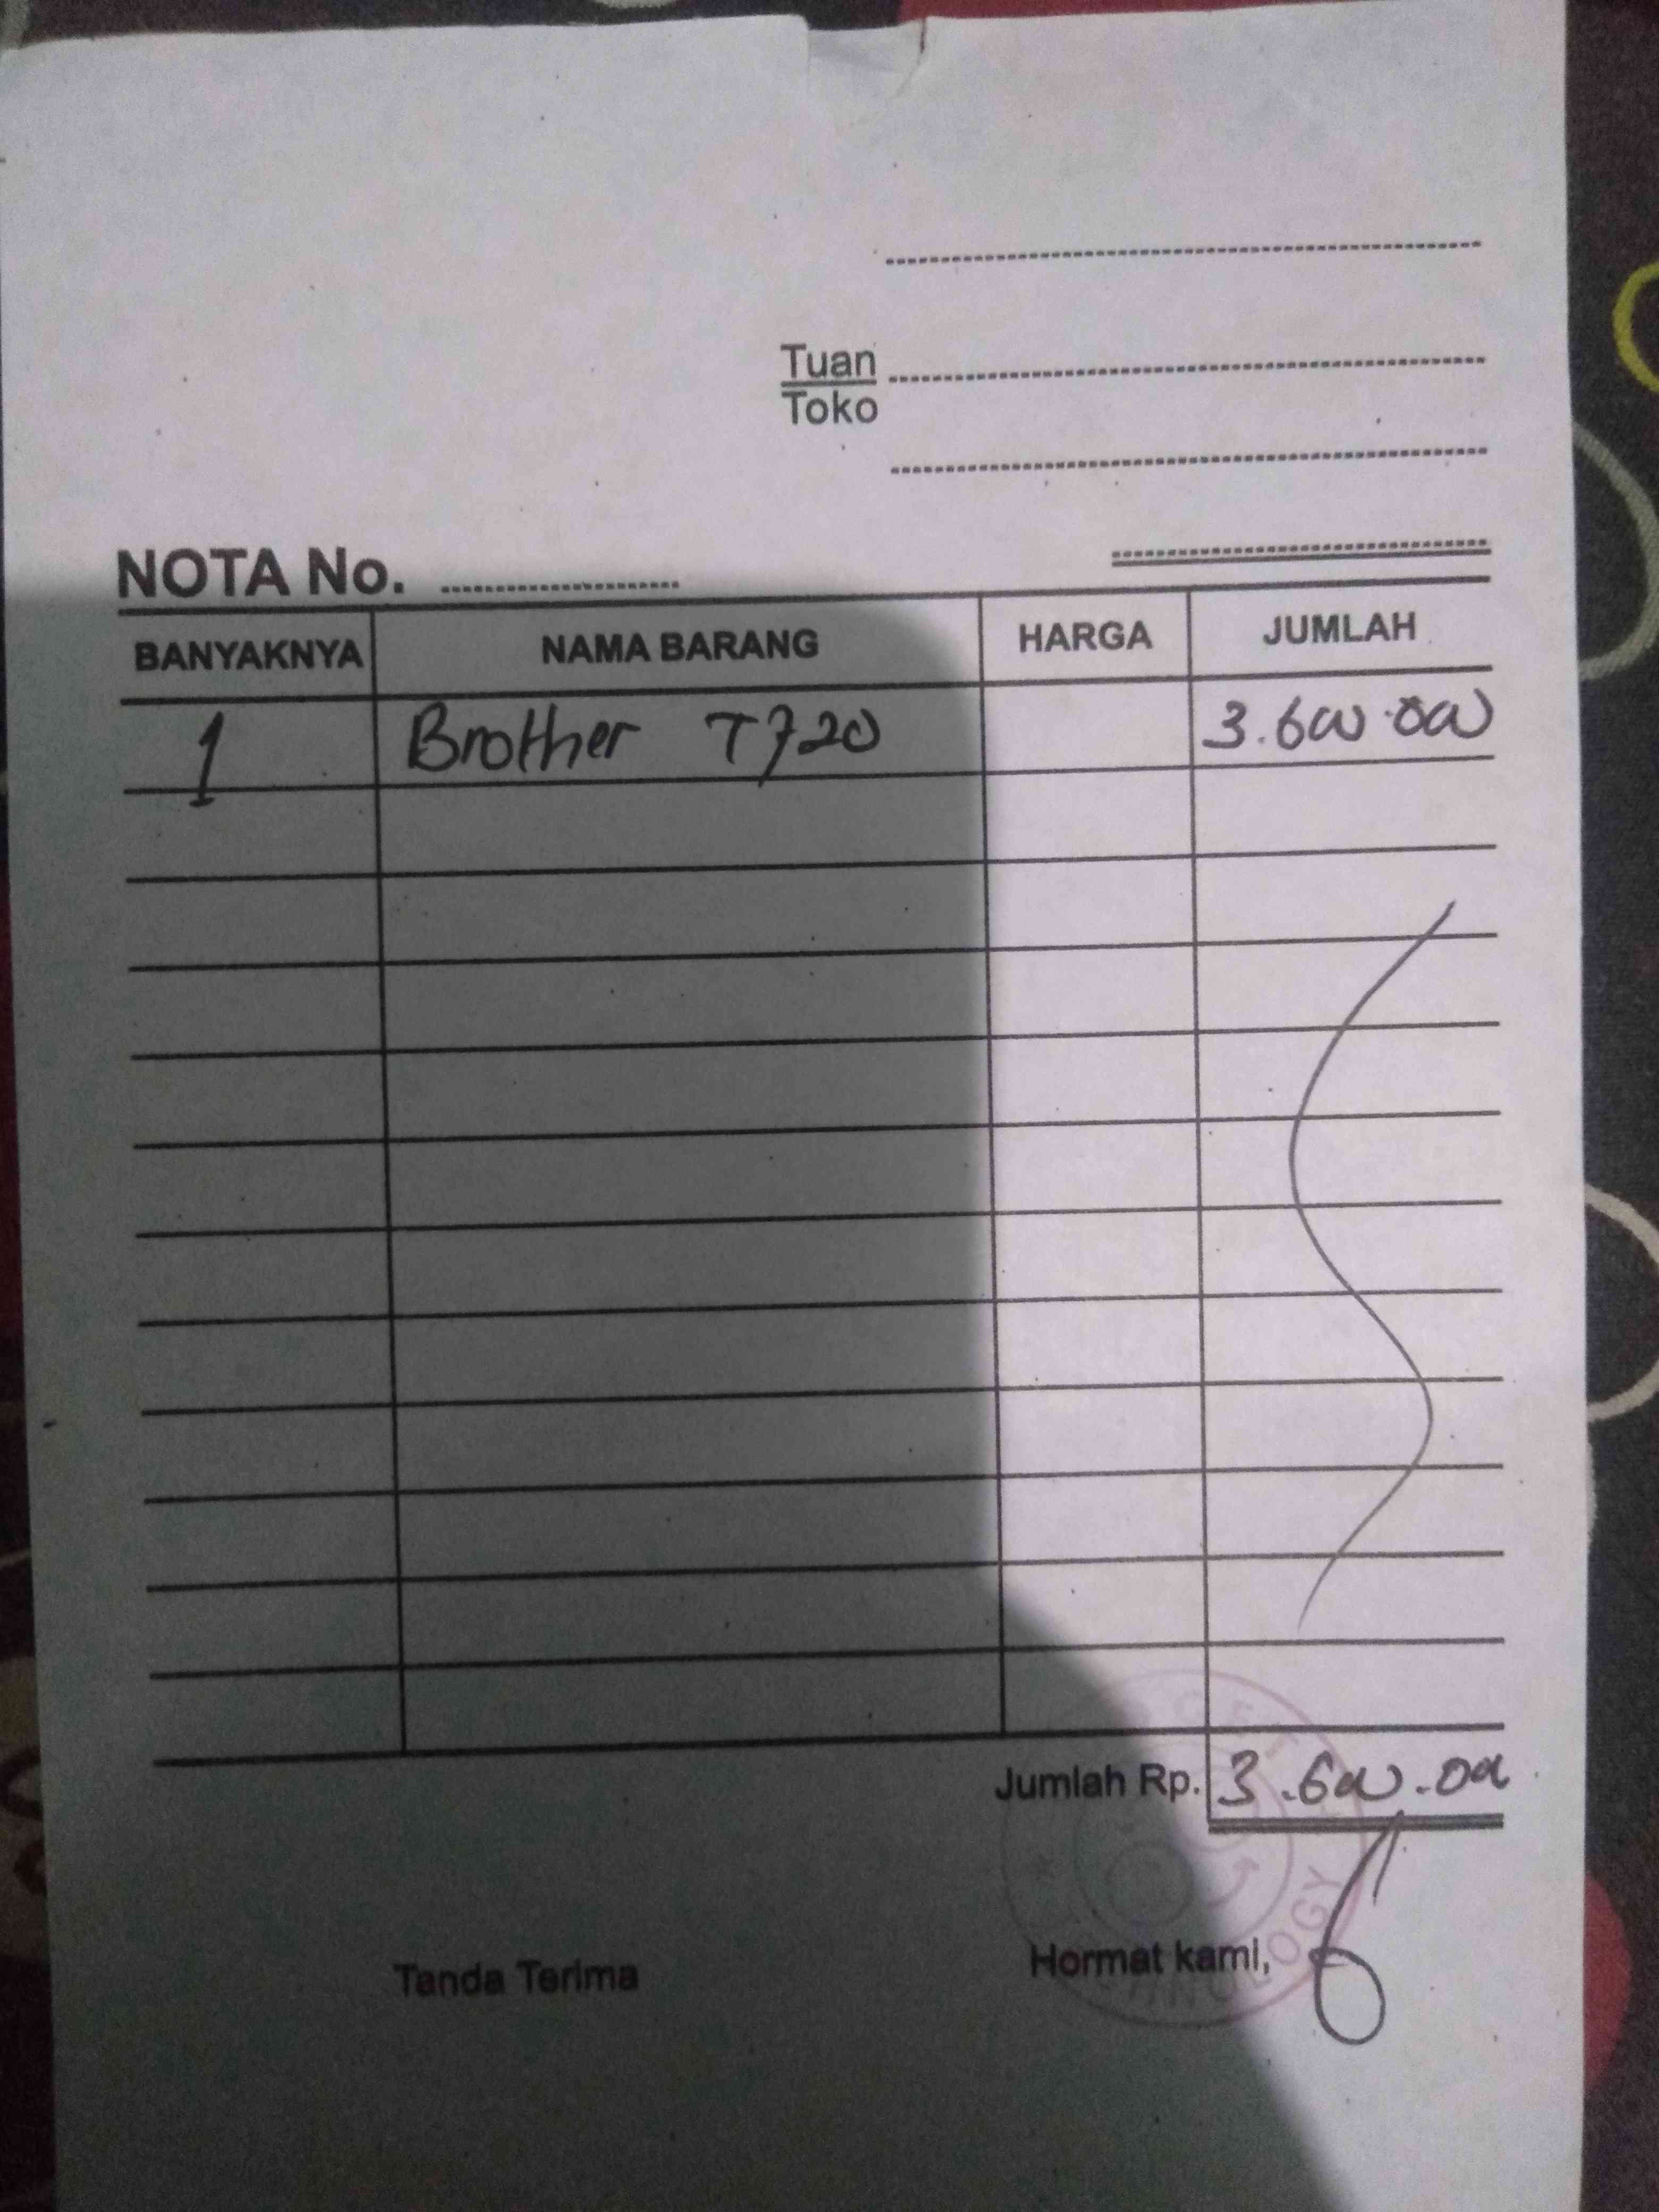 Tuan
Toko
NOTA No.
BANYAKNYA NAMA BARANG HARGA JUMLAH
1 Brother T720 3.600.000
Jumlah Rp. 3.600.000
Tanda Terima Hormat kami,